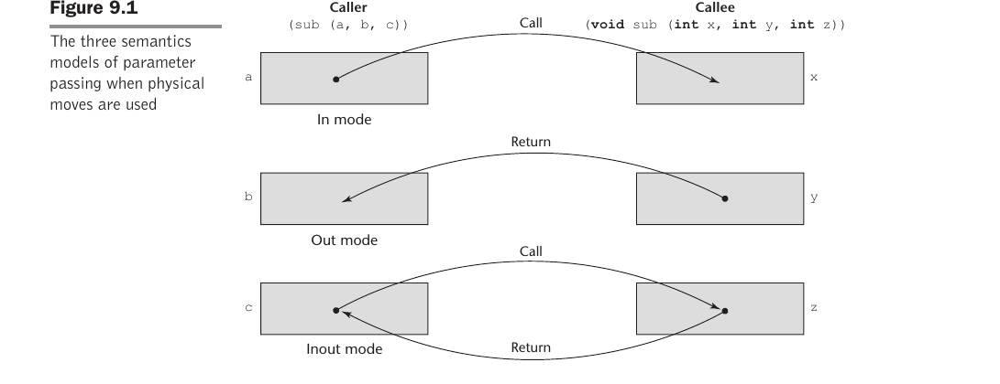 Figure 9.1
The three semantics
models of parameter
passing when physical
moves are used
Caller
(sub (a, b, c))
Call
Callee
(void sub (int x, int y, int z))
a
x
In mode
Return
b
y
Out mode
Call
c
z
Inout mode
Return